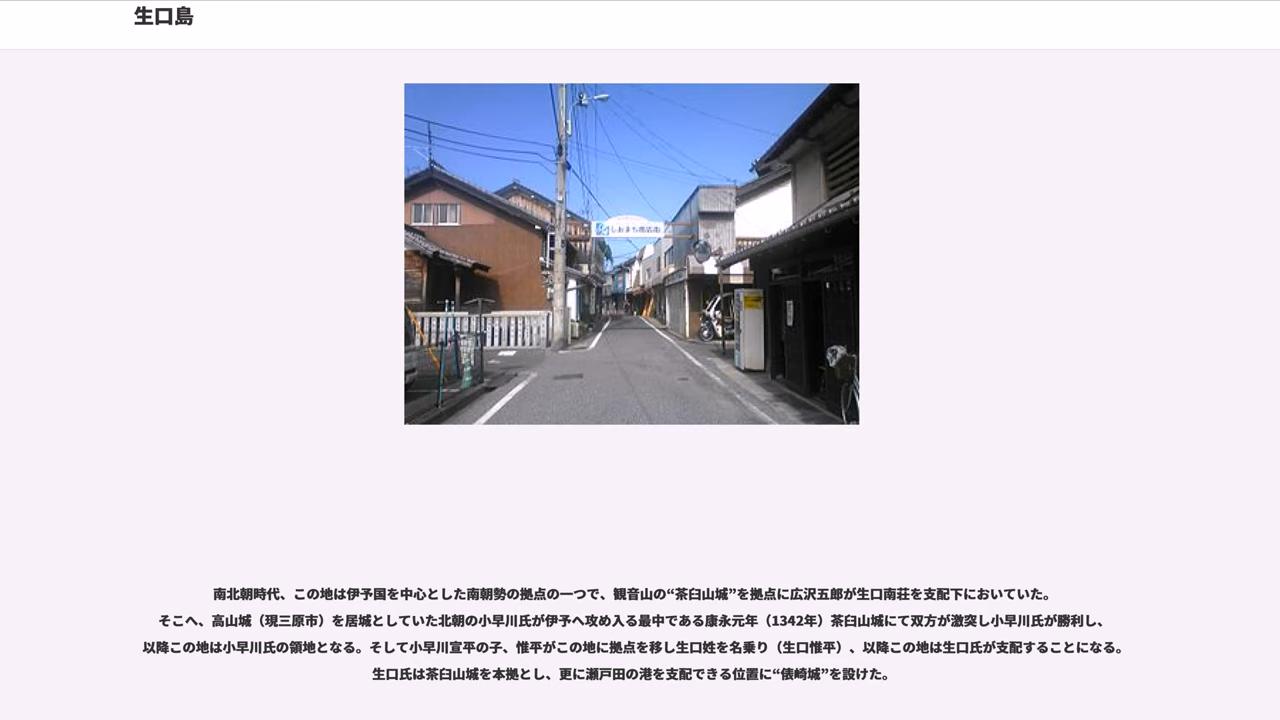 生口島
しおまち商店街
南北朝時代、この地は伊予国を中心とした南朝勢の拠点の一つで、観音山の“茶臼山城”を拠点に広沢五郎が生口南荘を支配下においていた。
そこへ、高山城（現三原市）を居城としていた北朝の小早川氏が伊予へ攻め入る最中である康永元年（1342年）茶臼山城にて双方が激突し小早川氏が勝利し、
以降この地は小早川氏の領地となる。そして小早川宣平の子、惟平がこの地に拠点を移し生口姓を名乗り（生口惟平）、以降この地は生口氏が支配することになる。
生口氏は茶臼山城を本拠とし、更に瀬戸田の港を支配できる位置に“俵崎城”を設けた。